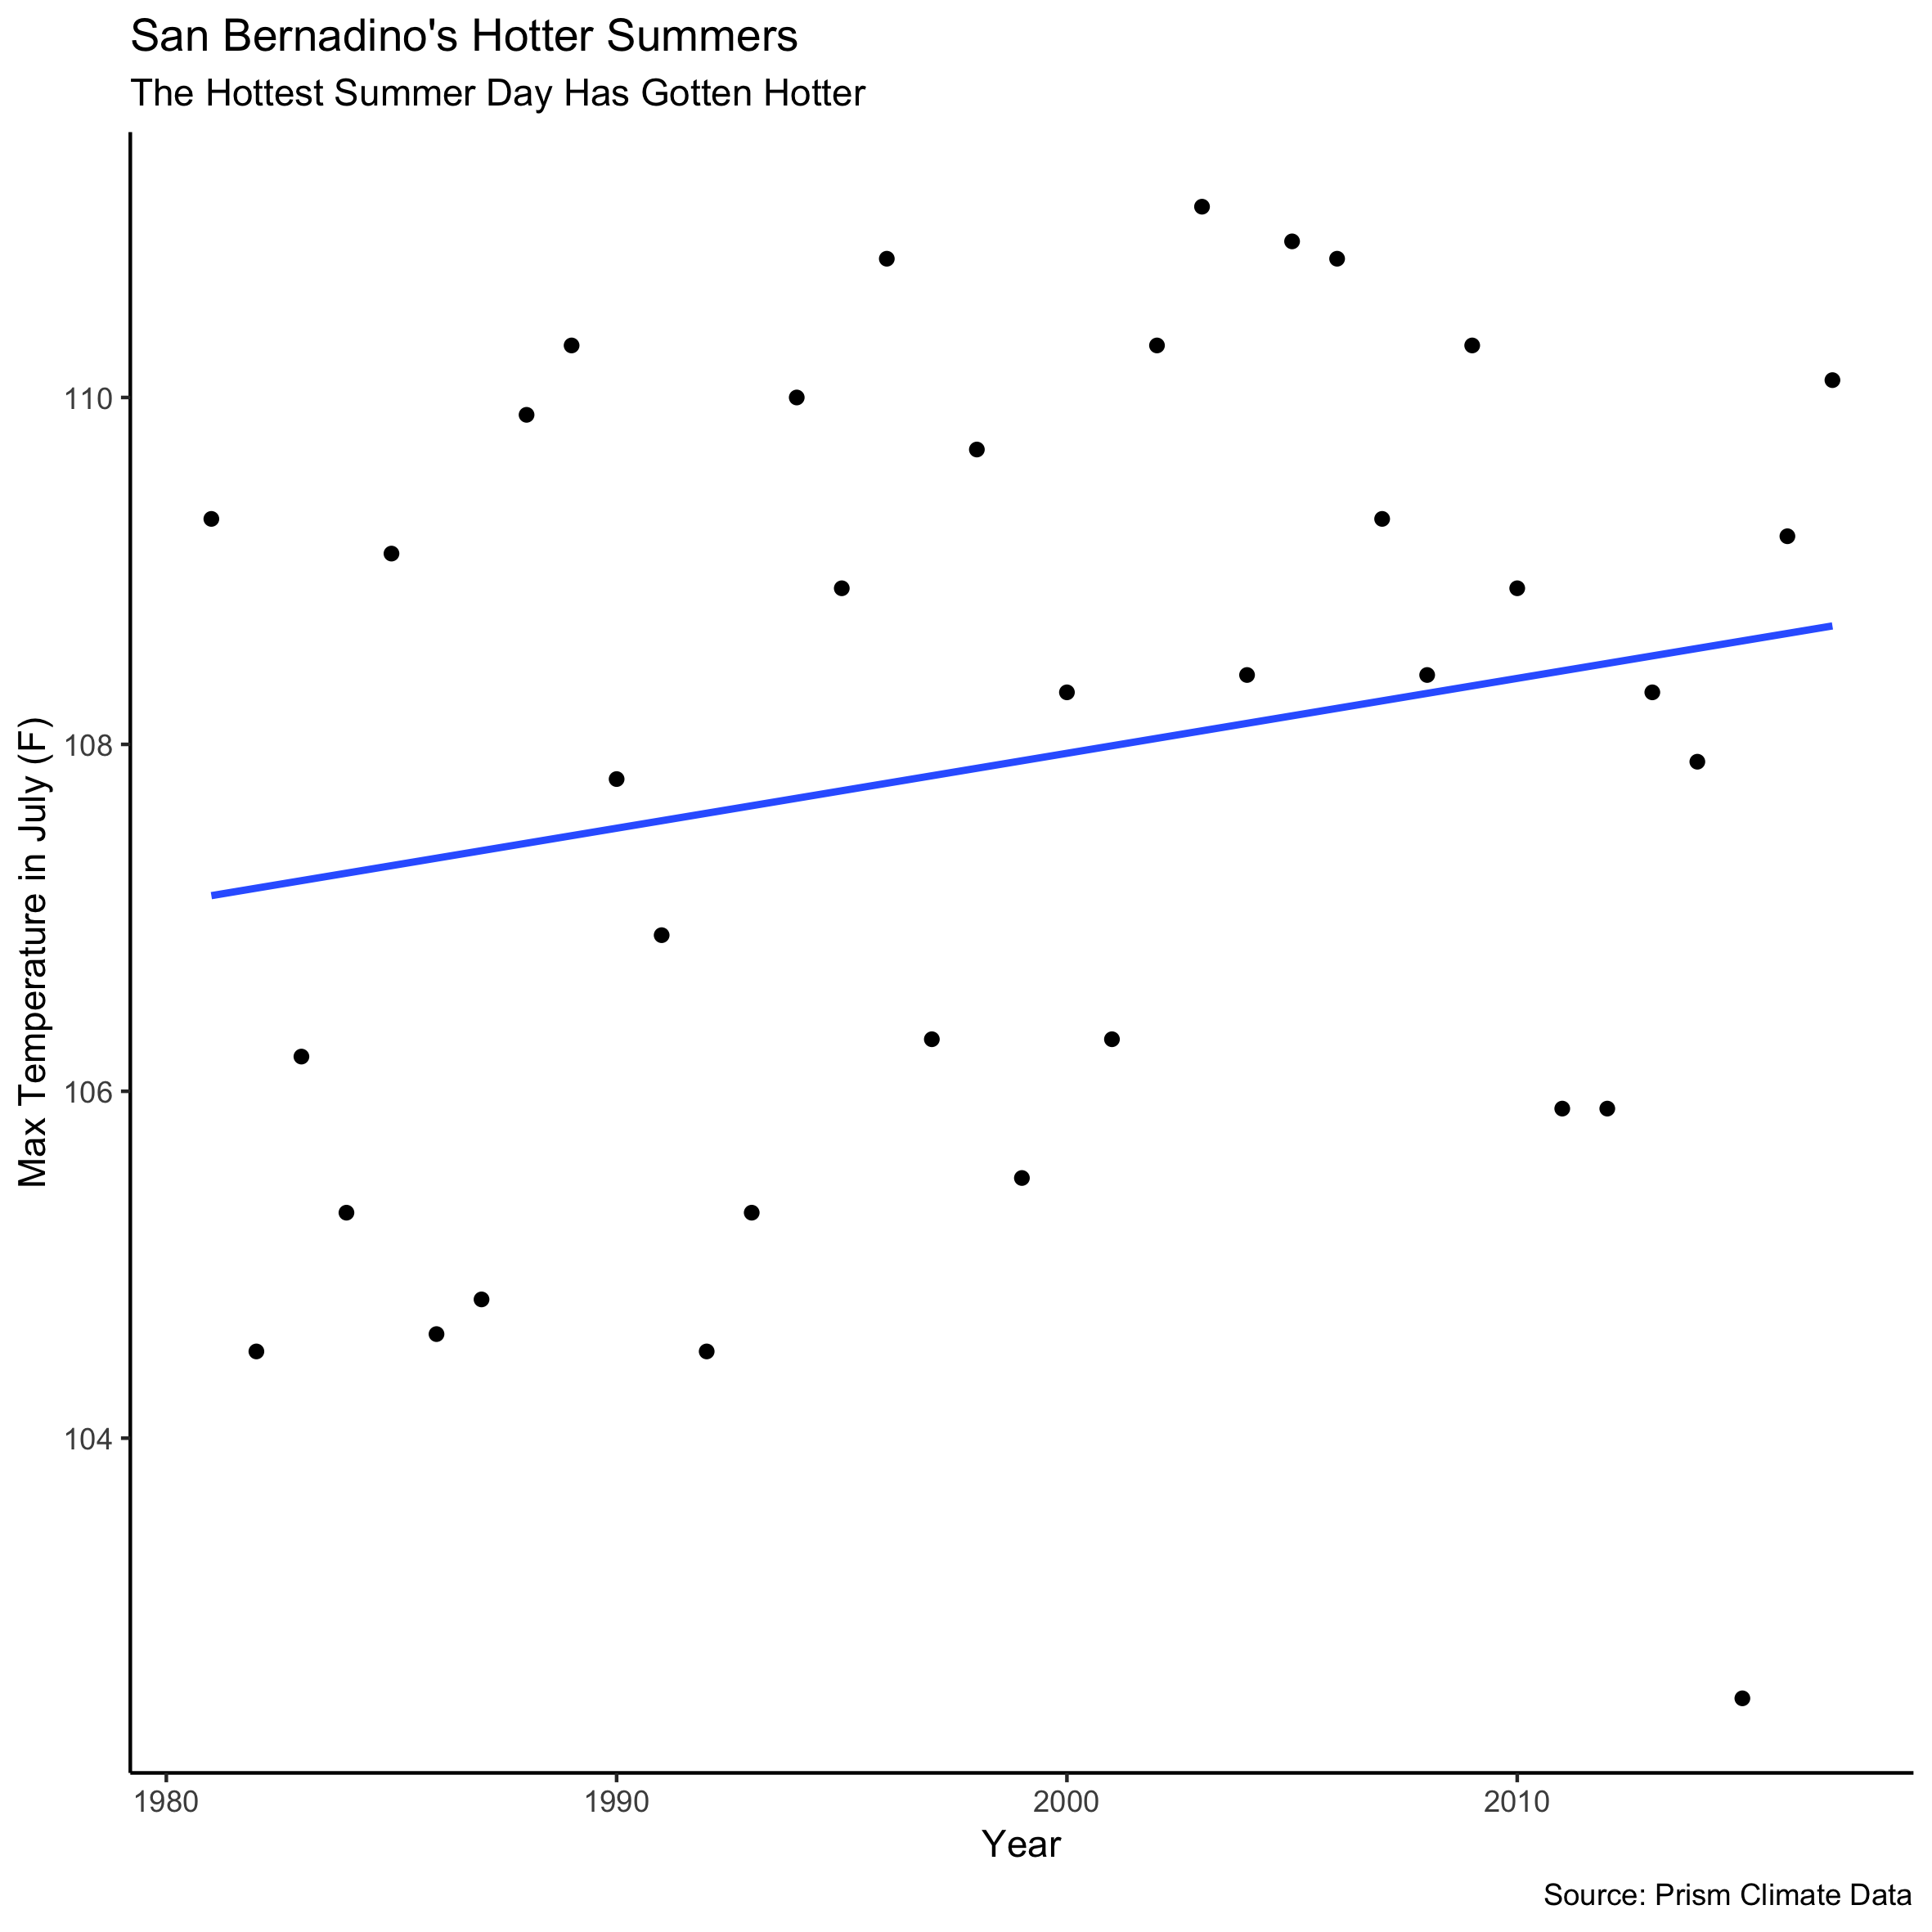 San Bernadino's Hotter Summers
The Hottest Summer Day Has Gotten Hotter
Max Temperature in July (F)
110
108
106
104
1980
1990
2000
2010
Year
Source: Prism Climate Data